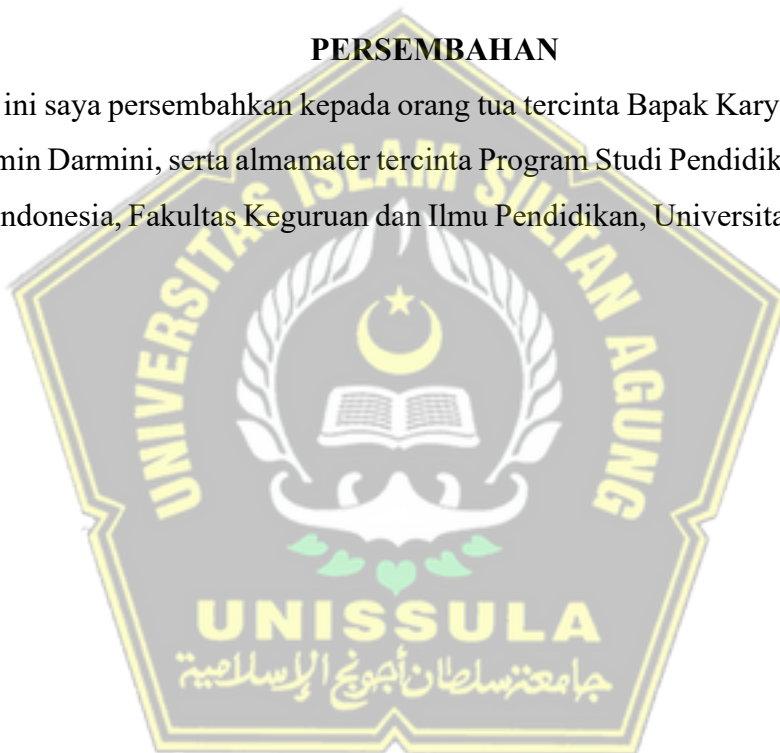 PERSEMBAHAN
ini saya persembahkan kepada orang tua tercinta Bapak Kary
min Darmini, serta almamater tercinta Program Studi Pendidik
ndonesia, Fakultas Keguruan dan Ilmu Pendidikan, Universita
UNIVERSITAS ISLAM SULTAN AGUNG
UNISSULA
جامعة سلطان أجونج الإسلامية